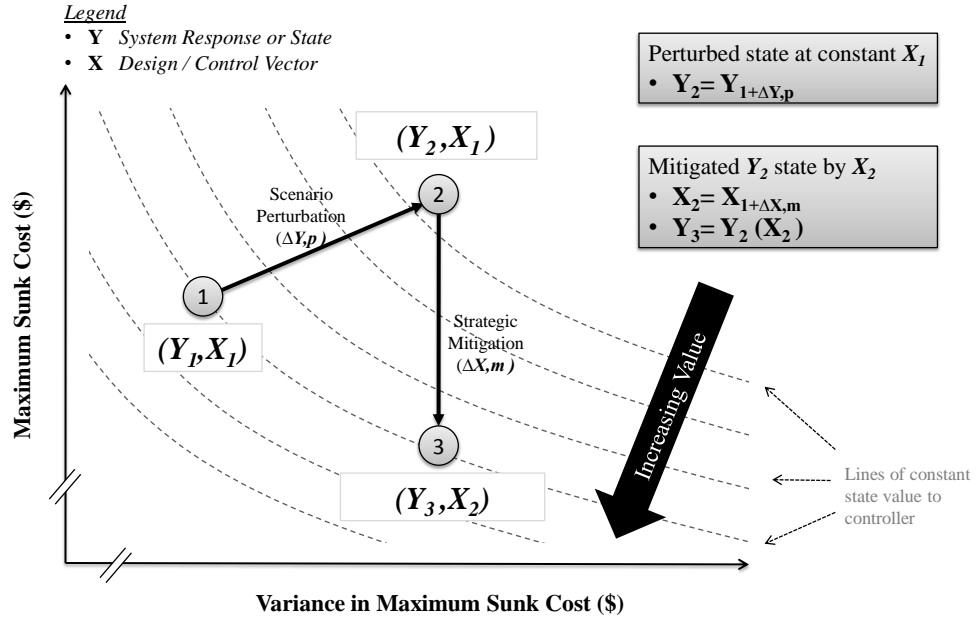 Legend
• Y System Response or State
• X Design / Control Vector
Perturbed state at constant X₁
• Y₂= Y₁₊ΔY,p
Mitigated Y₂ state by X₂
• X₂= X₁₊ΔX,m
• Y₃= Y₂ (X₂)
Maximum Sunk Cost ($)
(Y₂,X₁)
2
Scenario
Perturbation
(ΔY,p)
1
(Y₁,X₁)
Strategic
Mitigation
(ΔX,m)
3
(Y₃,X₂)
Increasing Value
Lines of constant
state value to
controller
Variance in Maximum Sunk Cost ($)